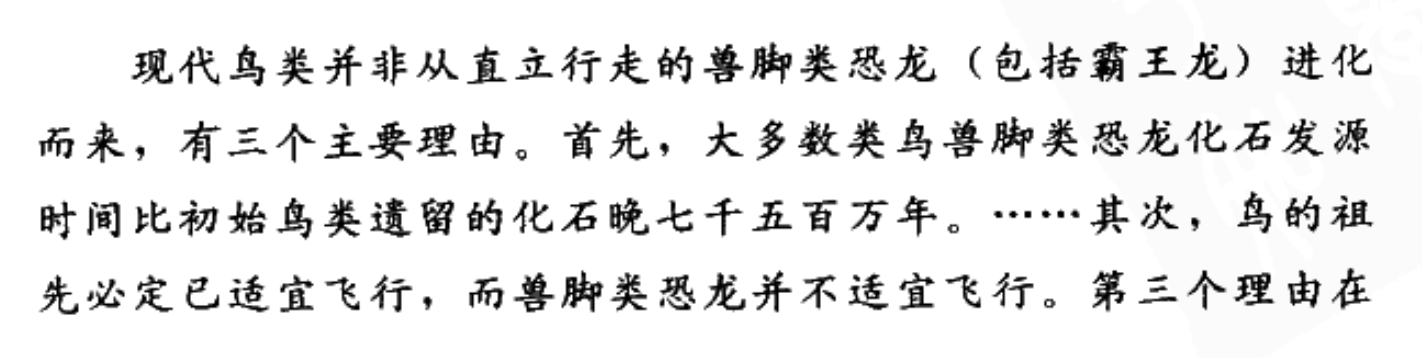 现代鸟类并非从直立行走的兽脚类恐龙（包括霸王龙）进化
而来，有三个主要理由。首先，大多数类鸟兽脚类恐龙化石发源
时间比初始鸟类遗留的化石晚七千五百万年。……其次，鸟的祖
先必定已适宜飞行，而兽脚类恐龙并不适宜飞行。第三个理由在